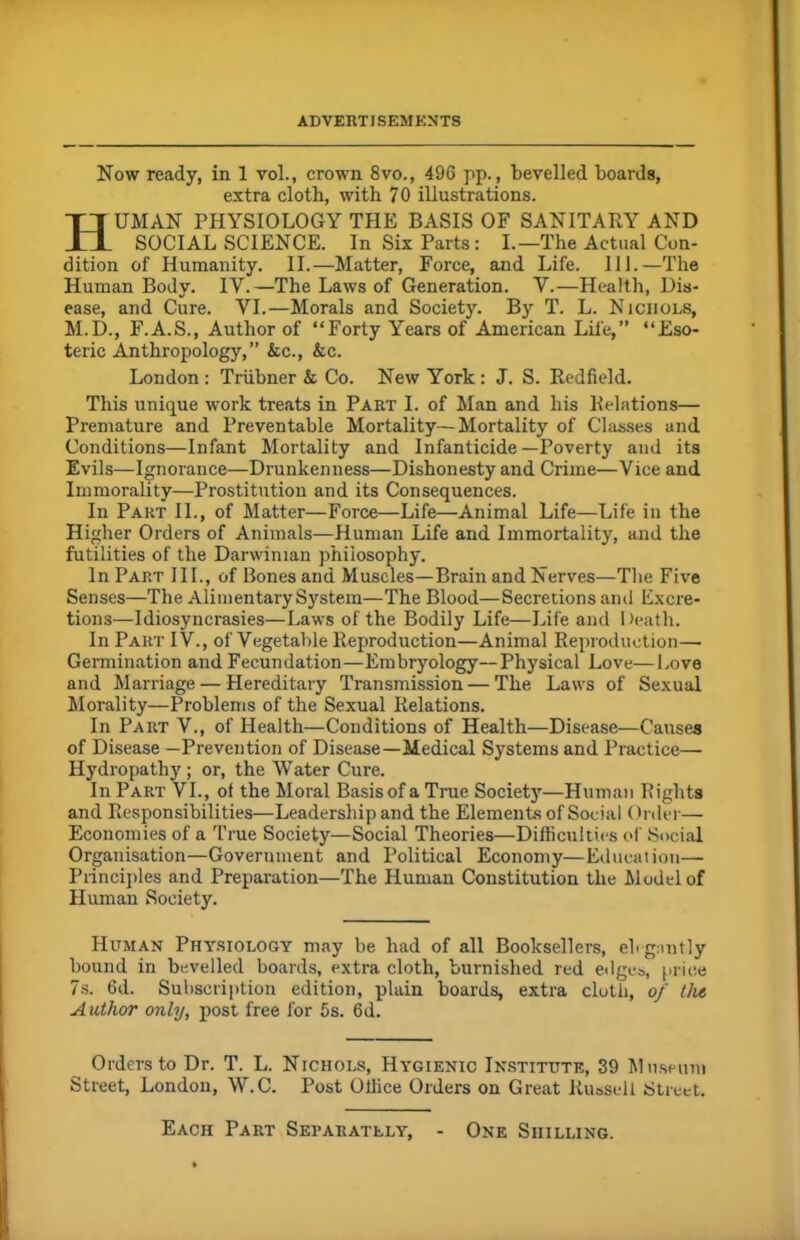 ADVERTISEMENTS
Now ready, in 1 vol., crown 8vo., 496 pp., bevelled boards,
extra cloth, with 70 illustrations.
HUMAN PHYSIOLOGY THE BASIS OF SANITARY AND
SOCIAL SCIENCE. In Six Parts: I.—The Actual Con-
dition of Humanity. II.—Matter, Force, and Life. III.—The
Human Body. IV.—The Laws of Generation. V.—Health, Dis-
ease, and Cure. VI.—Morals and Society. By T. L. NICHOLS,
M.D., F.A.S., Author of “Forty Years of American Life,” “Eso-
teric Anthropology,” &c., &c.
London: Trübner & Co. New York: J. S. Redfield.
This unique work treats in PART I. of Man and his Relations—
Premature and Preventable Mortality—Mortality of Classes and
Conditions—Infant Mortality and Infanticide—Poverty and its
Evils—Ignorance—Drunkenness—Dishonesty and Crime—Vice and
Immorality—Prostitution and its Consequences.
In PART II., of Matter—Force—Life—Animal Life—Life in the
Higher Orders of Animals—Human Life and Immortality, and the
futilities of the Darwinian philosophy.
In PART III., of Bones and Muscles—Brain and Nerves—The Five
Senses—The Alimentary System—The Blood—Secretions and Excre-
tions—Idiosyncrasies—Laws of the Bodily Life—Life and Death.
In PART IV., of Vegetable Reproduction—Animal Reproduction—
Germination and Fecundation—Embryology—Physical Love—Love
and Marriage—Hereditary Transmission—The Laws of Sexual
Morality—Problems of the Sexual Relations.
In PART V., of Health—Conditions of Health—Disease—Causes
of Disease—Prevention of Disease—Medical Systems and Practice—
Hydropathy; or, the Water Cure.
In PART VI., of the Moral Basis of a True Society—Human Rights
and Responsibilities—Leadership and the Elements of Social Order—
Economies of a True Society—Social Theories—Difficulties of Social
Organisation—Government and Political Economy—Education—
Principles and Preparation—The Human Constitution the Model of
Human Society.
HUMAN PHYSIOLOGY may be had of all Booksellers, elegantly
bound in bevelled boards, extra cloth, burnished red edges, price
7s. 6d. Subscription edition, plain boards, extra cloth, of the
Author only, post free for 5s. 6d.
Orders to Dr. T. L. NICHOLS, HYGIENIC INSTITUTE, 39 Museum
Street, London, W.C. Post Office Orders on Great Russell Street.
EACH PART SEPARATELY, - ONE SHILLING.